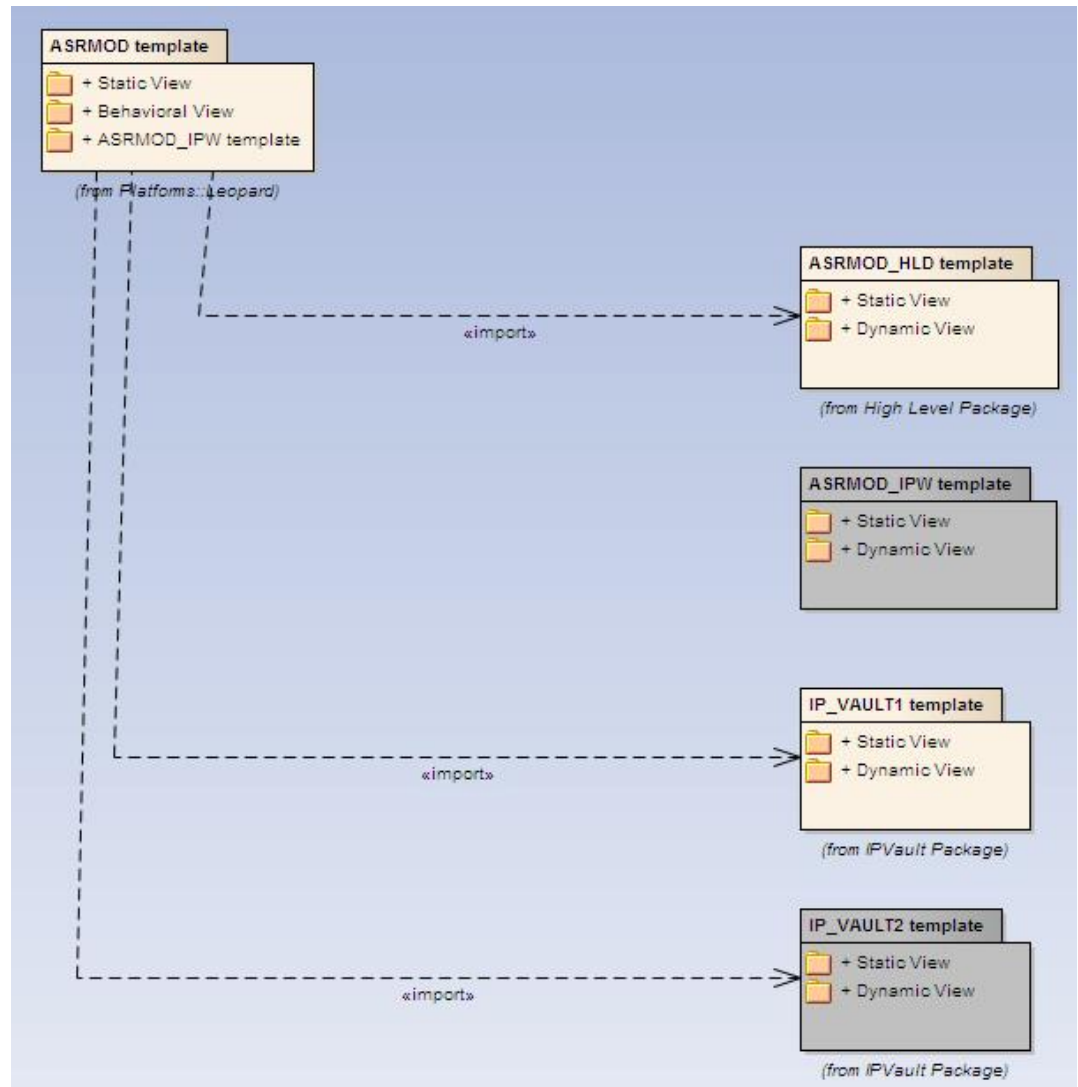 ASRMOD template
+ Static View
+ Behavioral View
+ ASRMOD_IPW template
(from Platforms::Leopard)
ASRMOD_HLD template
+ Static View
+ Dynamic View
«import»
(from High Level Package)
ASRMOD_IPW template
+ Static View
+ Dynamic View
IP_VAULT1 template
+ Static View
+ Dynamic View
«import»
(from IPVault Package)
IP_VAULT2 template
+ Static View
+ Dynamic View
«import»
(from IPVault Package)